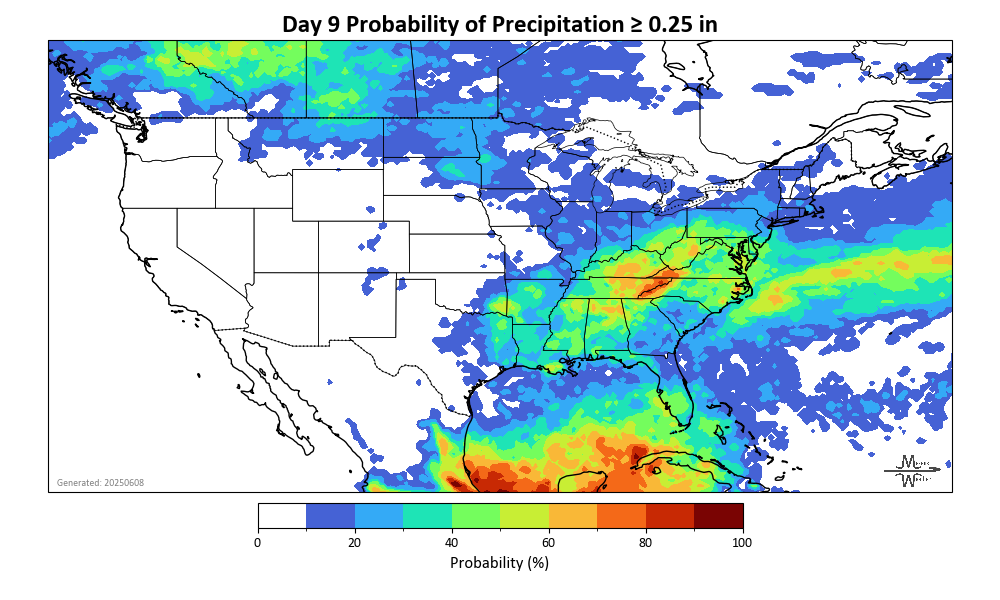 Day 9 Probability of Precipitation ≥ 0.25 in
Generated: 20250608
0 20 40 60 80 100
Probability (%)